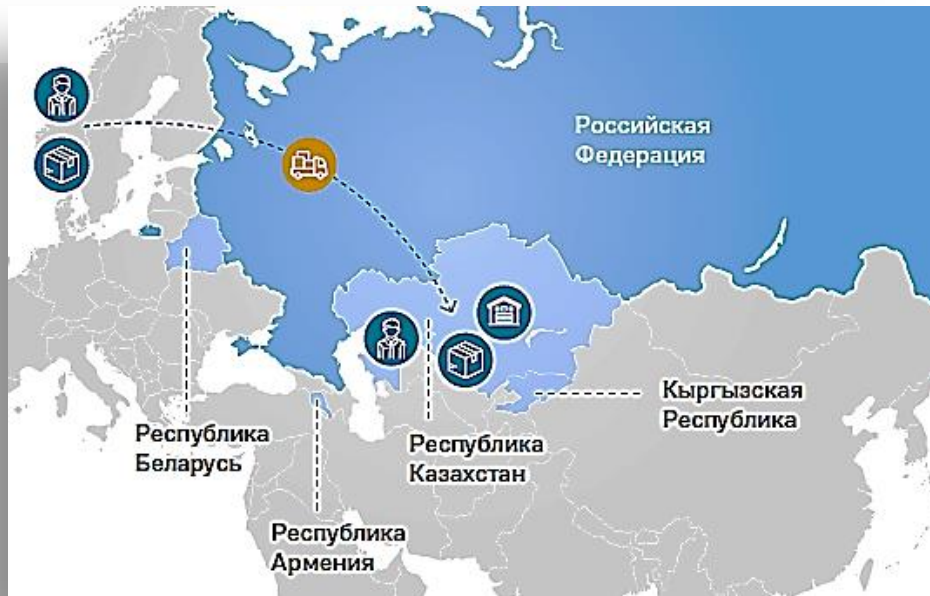 Российская
Федерация
Кыргызская
Республика
Республика
Беларусь
Республика
Казахстан
Республика
Армения